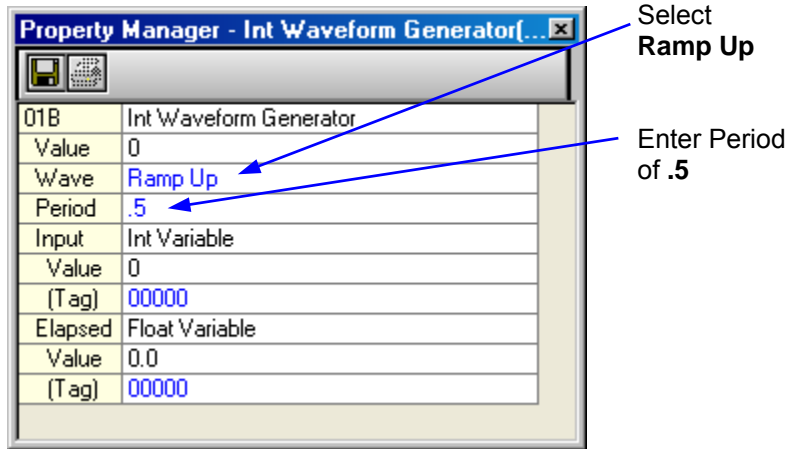 Property Manager - Int Waveform Generator(...
Select
Ramp Up
01B Int Waveform Generator
Value 0
Wave Ramp Up
Period .5
Input Int Variable
Value 0
(Tag) 00000
Elapsed Float Variable
Value 0.0
(Tag) 00000
Enter Period
of .5